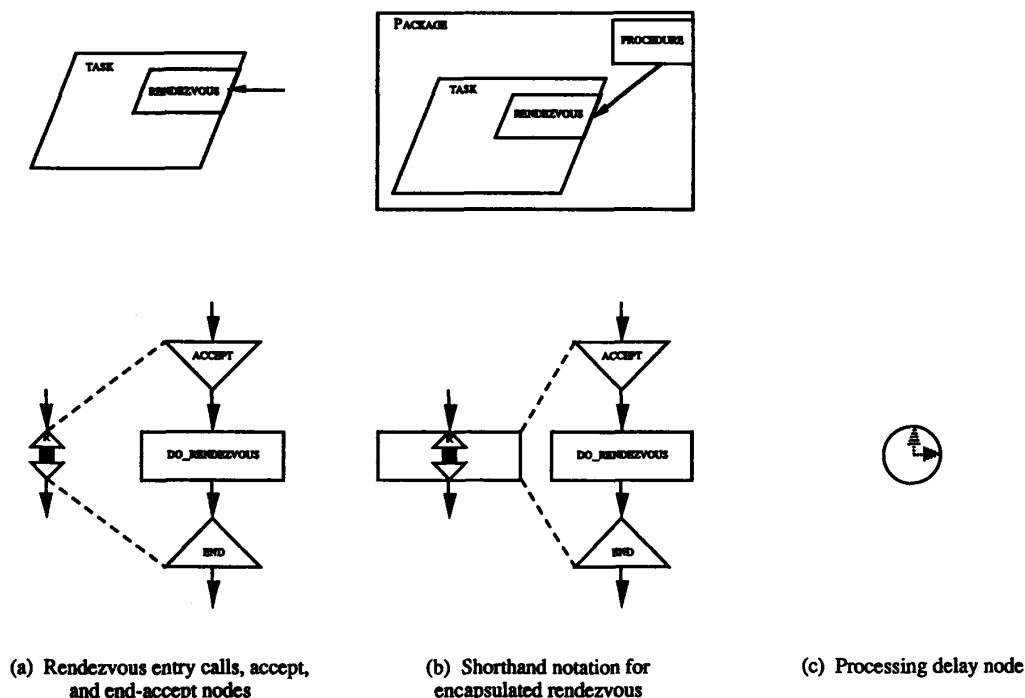 PACKAGE
PROCEDURE
TASK
RENDEZVOUS
TASK
RENDEZVOUS
ACCEPT
ACCEPT
R
R
DO_RENDEZVOUS
DO_RENDEZVOUS
END
END
(a) Rendezvous entry calls, accept,
and end-accept nodes
(b) Shorthand notation for
encapsulated rendezvous
(c) Processing delay node